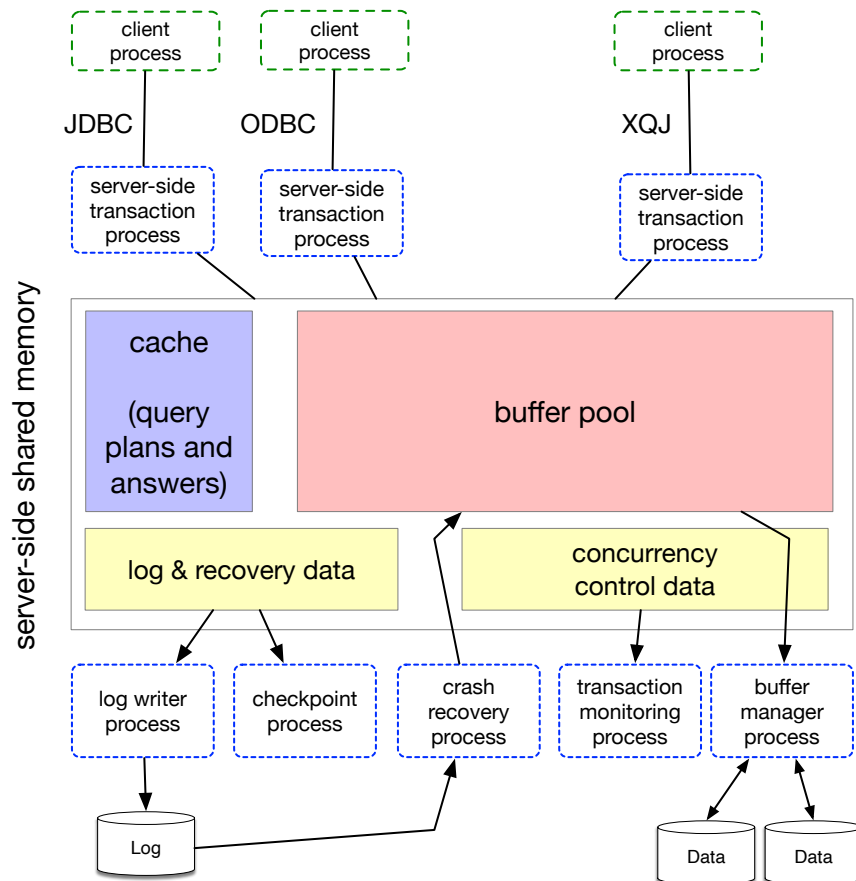 client
process
client
process
client
process
JDBC
ODBC
XQJ
server-side
transaction
process
server-side
transaction
process
server-side
transaction
process
server-side shared memory
cache
(query
plans and
answers)
buffer pool
log & recovery data
concurrency
control data
log writer
process
checkpoint
process
crash
recovery
process
transaction
monitoring
process
buffer
manager
process
Log
Data
Data